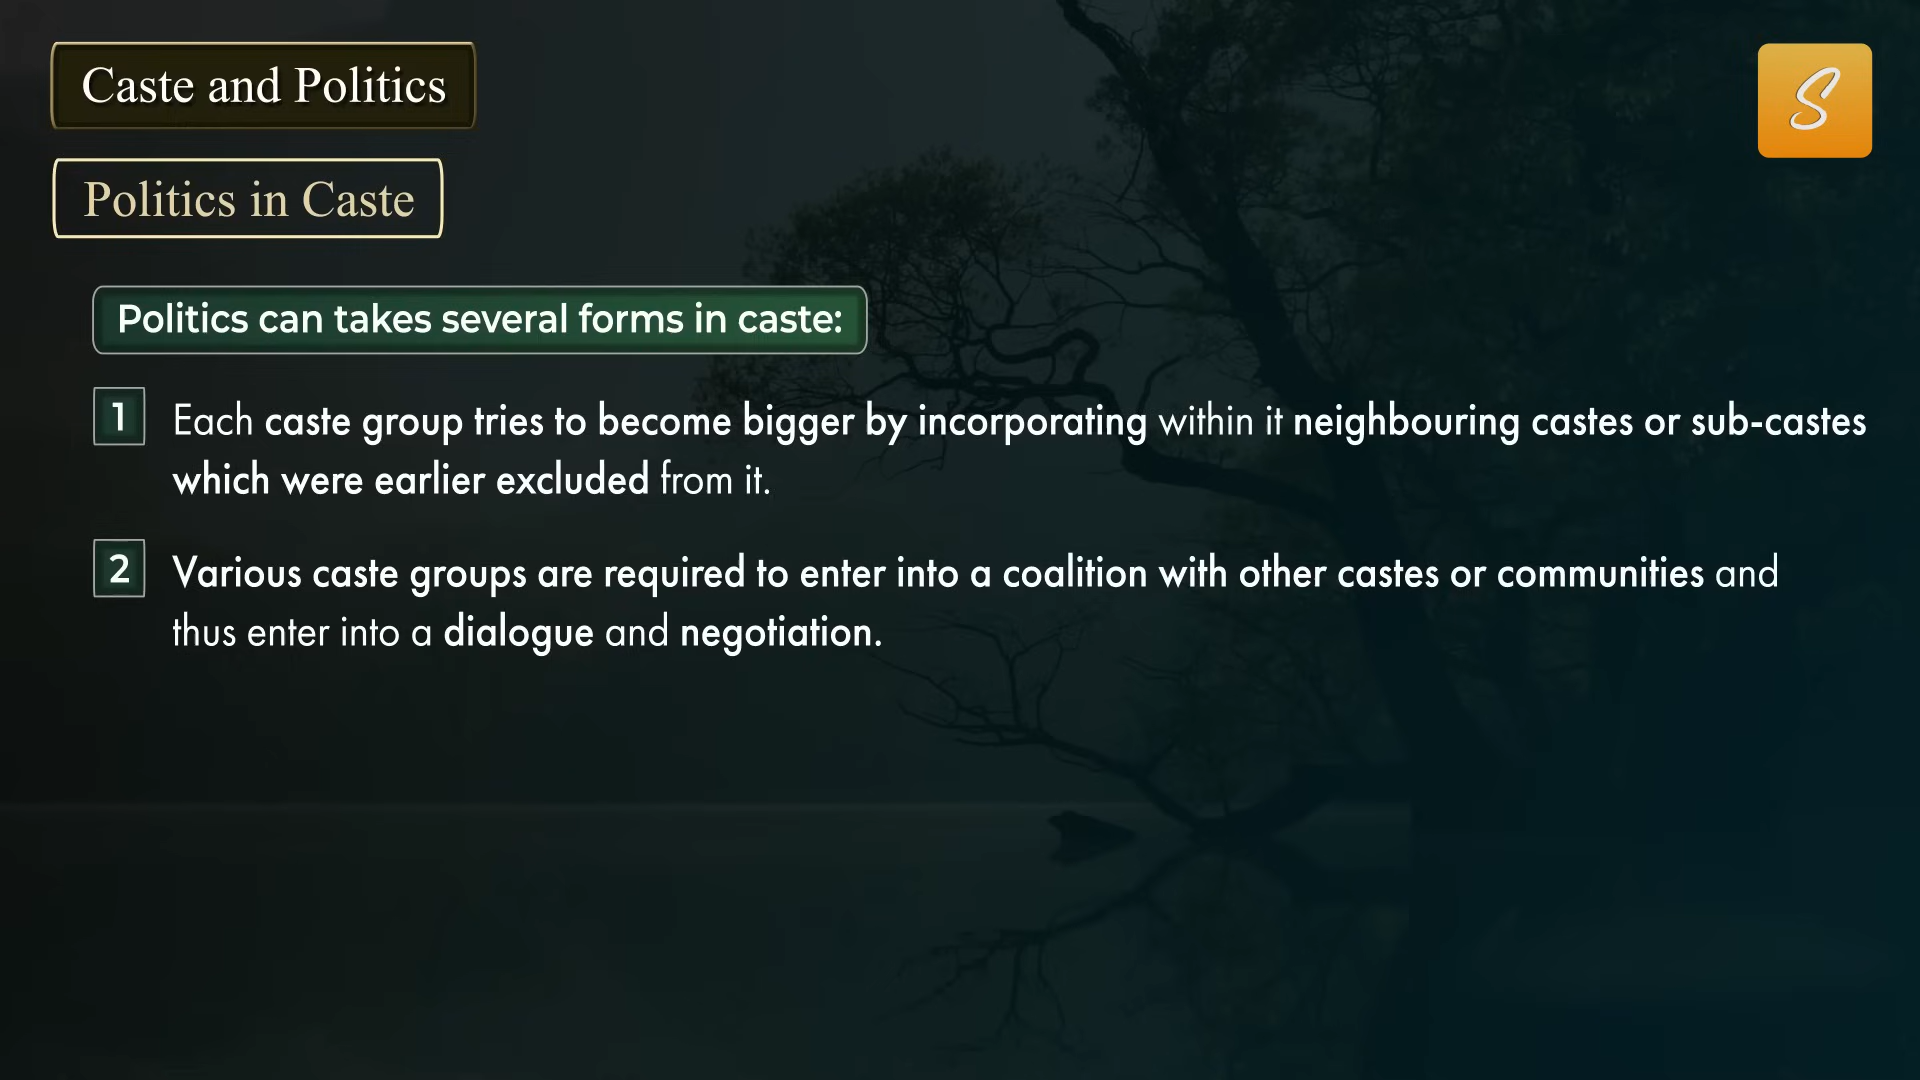 Caste and Politics
S
Politics in Caste
Politics can takes several forms in caste:
1 Each caste group tries to become bigger by incorporating within it neighbouring castes or sub-castes
which were earlier excluded from it.
2 Various caste groups are required to enter into a coalition with other castes or communities and
thus enter into a dialogue and negotiation.